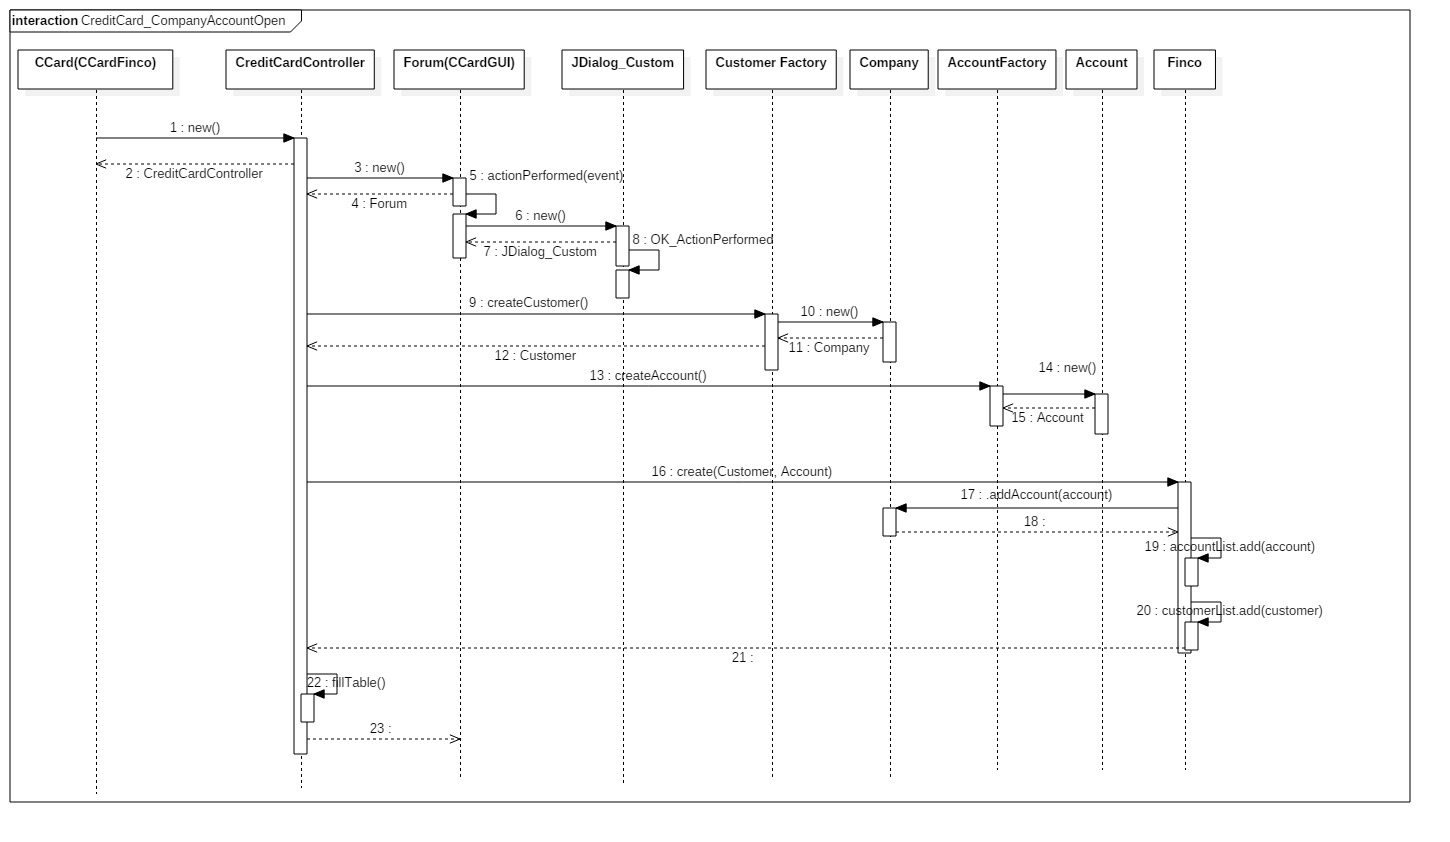 interaction CreditCard_CompanyAccountOpen
CCard(CCardFinco)
CreditCardController
Forum(CCardGUI)
JDialog_Custom
Customer Factory
Company
AccountFactory
Account
Finco
1 : new()
2 : CreditCardController
3 : new()
4 : Forum
5 : actionPerformed(event)
6 : new()
7 : JDialog_Custom
8 : OK_ActionPerformed
9 : createCustomer()
10 : new()
11 : Company
12 : Customer
13 : createAccount()
14 : new()
15 : Account
16 : create(Customer, Account)
17 : .addAccount(account)
18 :
19 : accountList.add(account)
20 : customerList.add(customer)
21 :
22 : fillTable()
23 :